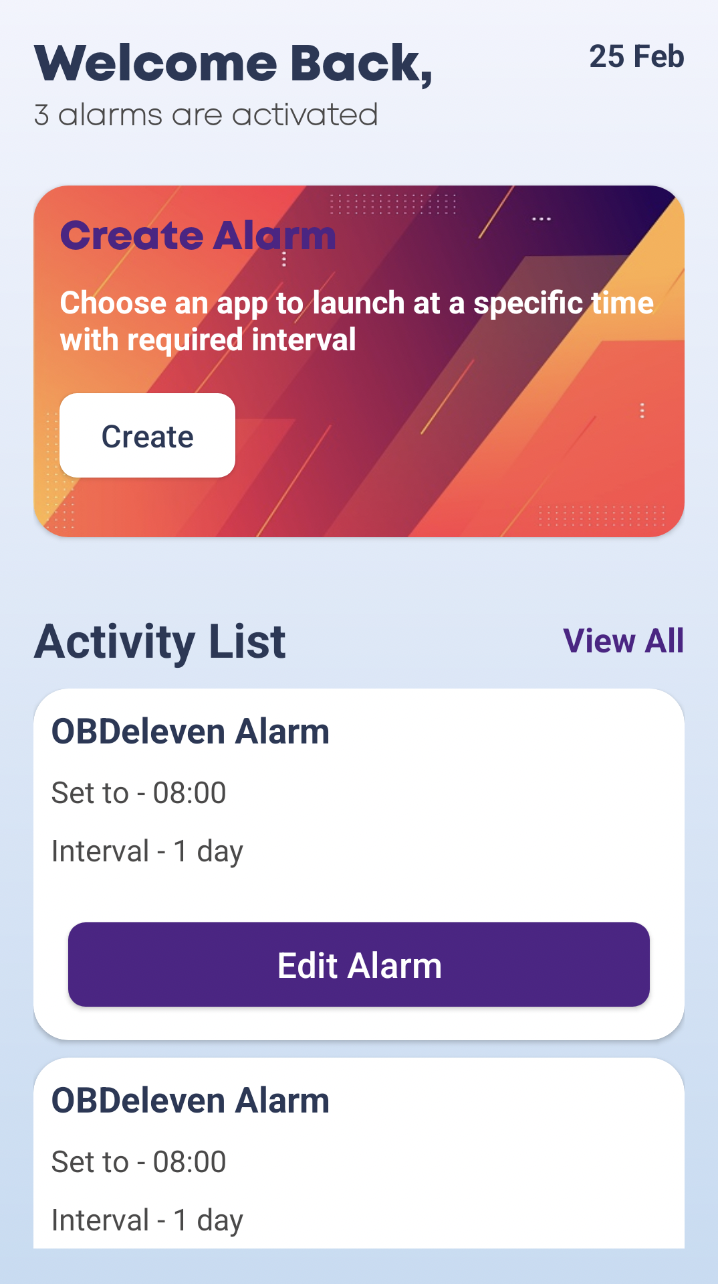 Welcome Back,
25 Feb
3 alarms are activated
Create Alarm
Choose an app to launch at a specific time
with required interval
Create
Activity List
View All
OBDeleven Alarm
Set to - 08:00
Interval - 1 day
Edit Alarm
OBDeleven Alarm
Set to - 08:00
Interval - 1 day